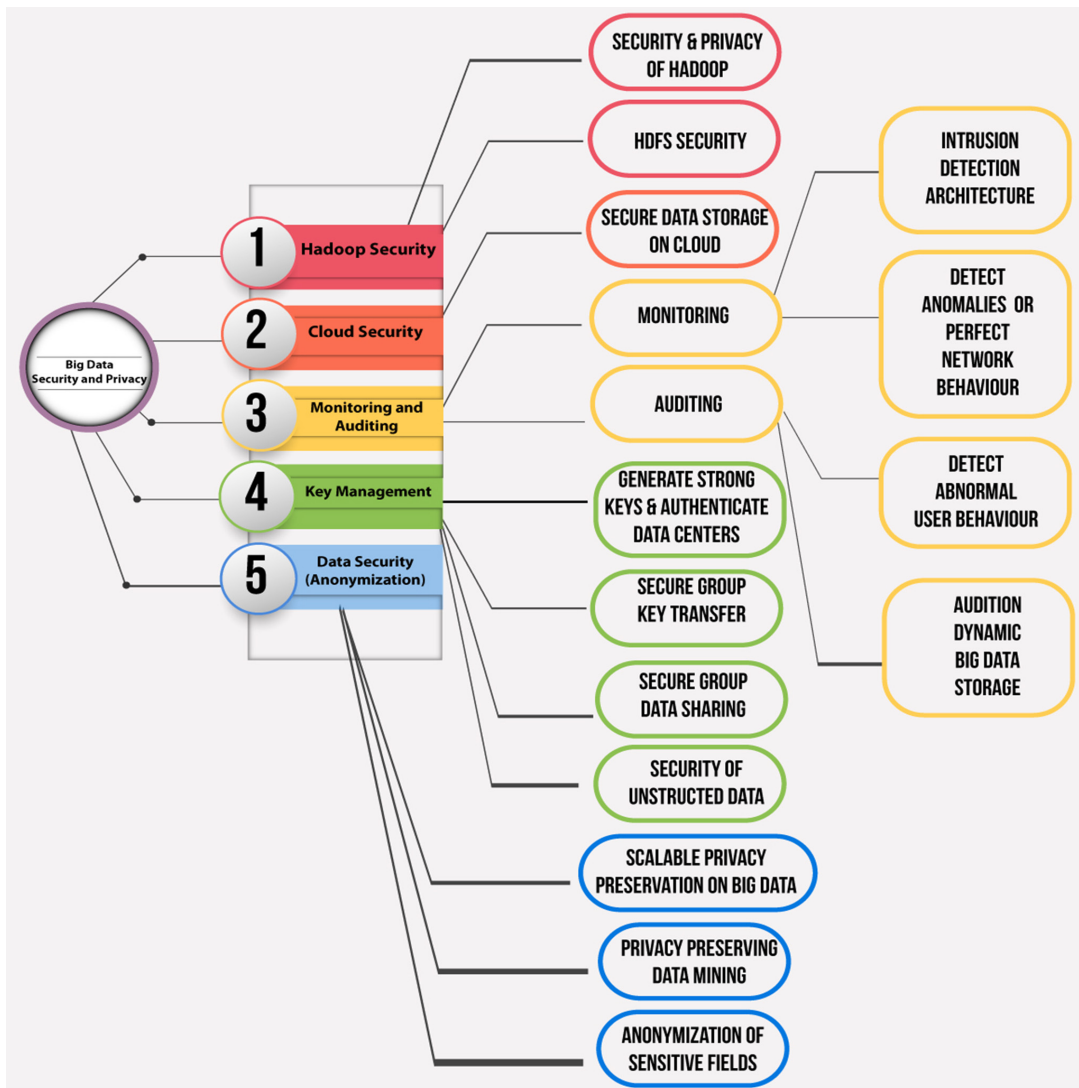 Big Data
Security and Privacy
1
Hadoop Security
2
Cloud Security
3
Monitoring and
Auditing
4
Key Management
5
Data Security
(Anonymization)
SECURITY & PRIVACY
OF HADOOP
HDFS SECURITY
SECURE DATA STORAGE
ON CLOUD
MONITORING
AUDITING
GENERATE STRONG
KEYS & AUTHENTICATE
DATA CENTERS
SECURE GROUP
KEY TRANSFER
SECURE GROUP
DATA SHARING
SECURITY OF
UNSTRUCTED DATA
SCALABLE PRIVACY
PRESERVATION ON BIG DATA
PRIVACY PRESERVING
DATA MINING
ANONYMIZATION OF
SENSITIVE FIELDS
INTRUSION
DETECTION
ARCHITECTURE
DETECT
ANOMALIES OR
PERFECT
NETWORK
BEHAVIOUR
DETECT
ABNORMAL
USER BEHAVIOUR
AUDITION
DYNAMIC
BIG DATA
STORAGE